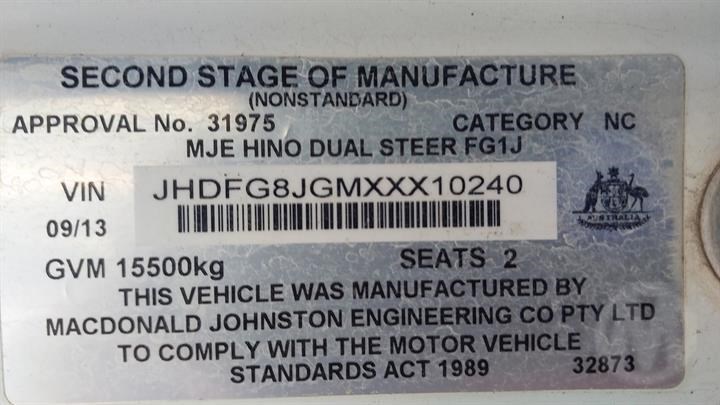 SECOND STAGE OF MANUFACTURE
(NONSTANDARD)
APPROVAL No. 31975 CATEGORY NC
MJE HINO DUAL STEER FG1J
VIN JHDFG8JGMXXX10240
09/13
AUSTRALIA
GVM 15500kg SEATS 2
THIS VEHICLE WAS MANUFACTURED BY
MACDONALD JOHNSTON ENGINEERING CO PTY LTD
TO COMPLY WITH THE MOTOR VEHICLE
STANDARDS ACT 1989 32873